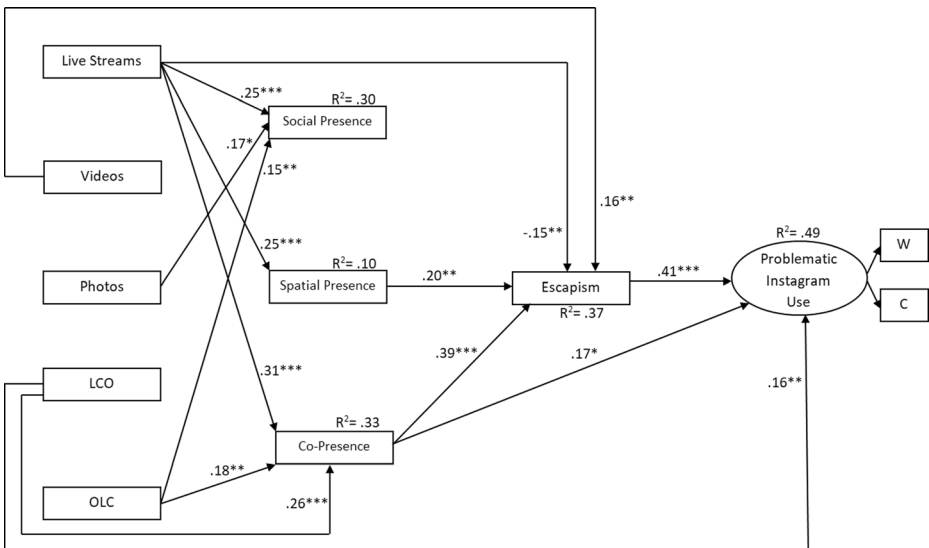 Live Streams
.25***
R²= .30
Social Presence
.17*
Videos
.15**
.16**
-.15**
R²= .49
W
.25***
R²= .10
Problematic
Instagram
Use
Photos
Spatial Presence
.20**
Escapism
.41***
C
R²= .37
.39***
.17*
LCO
.31***
.16**
R²= .33
Co-Presence
.18**
OLC
.26***